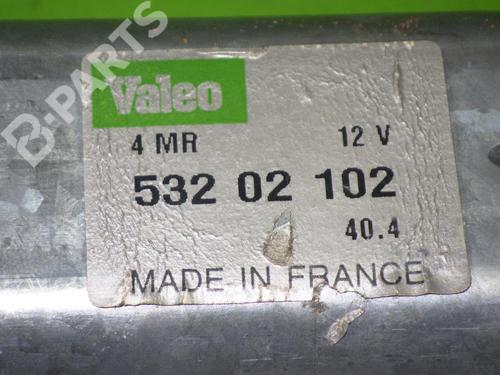 B-PARTS
Valeo
4 MR 12 V
532 02 102
40.4
MADE IN FRANCE